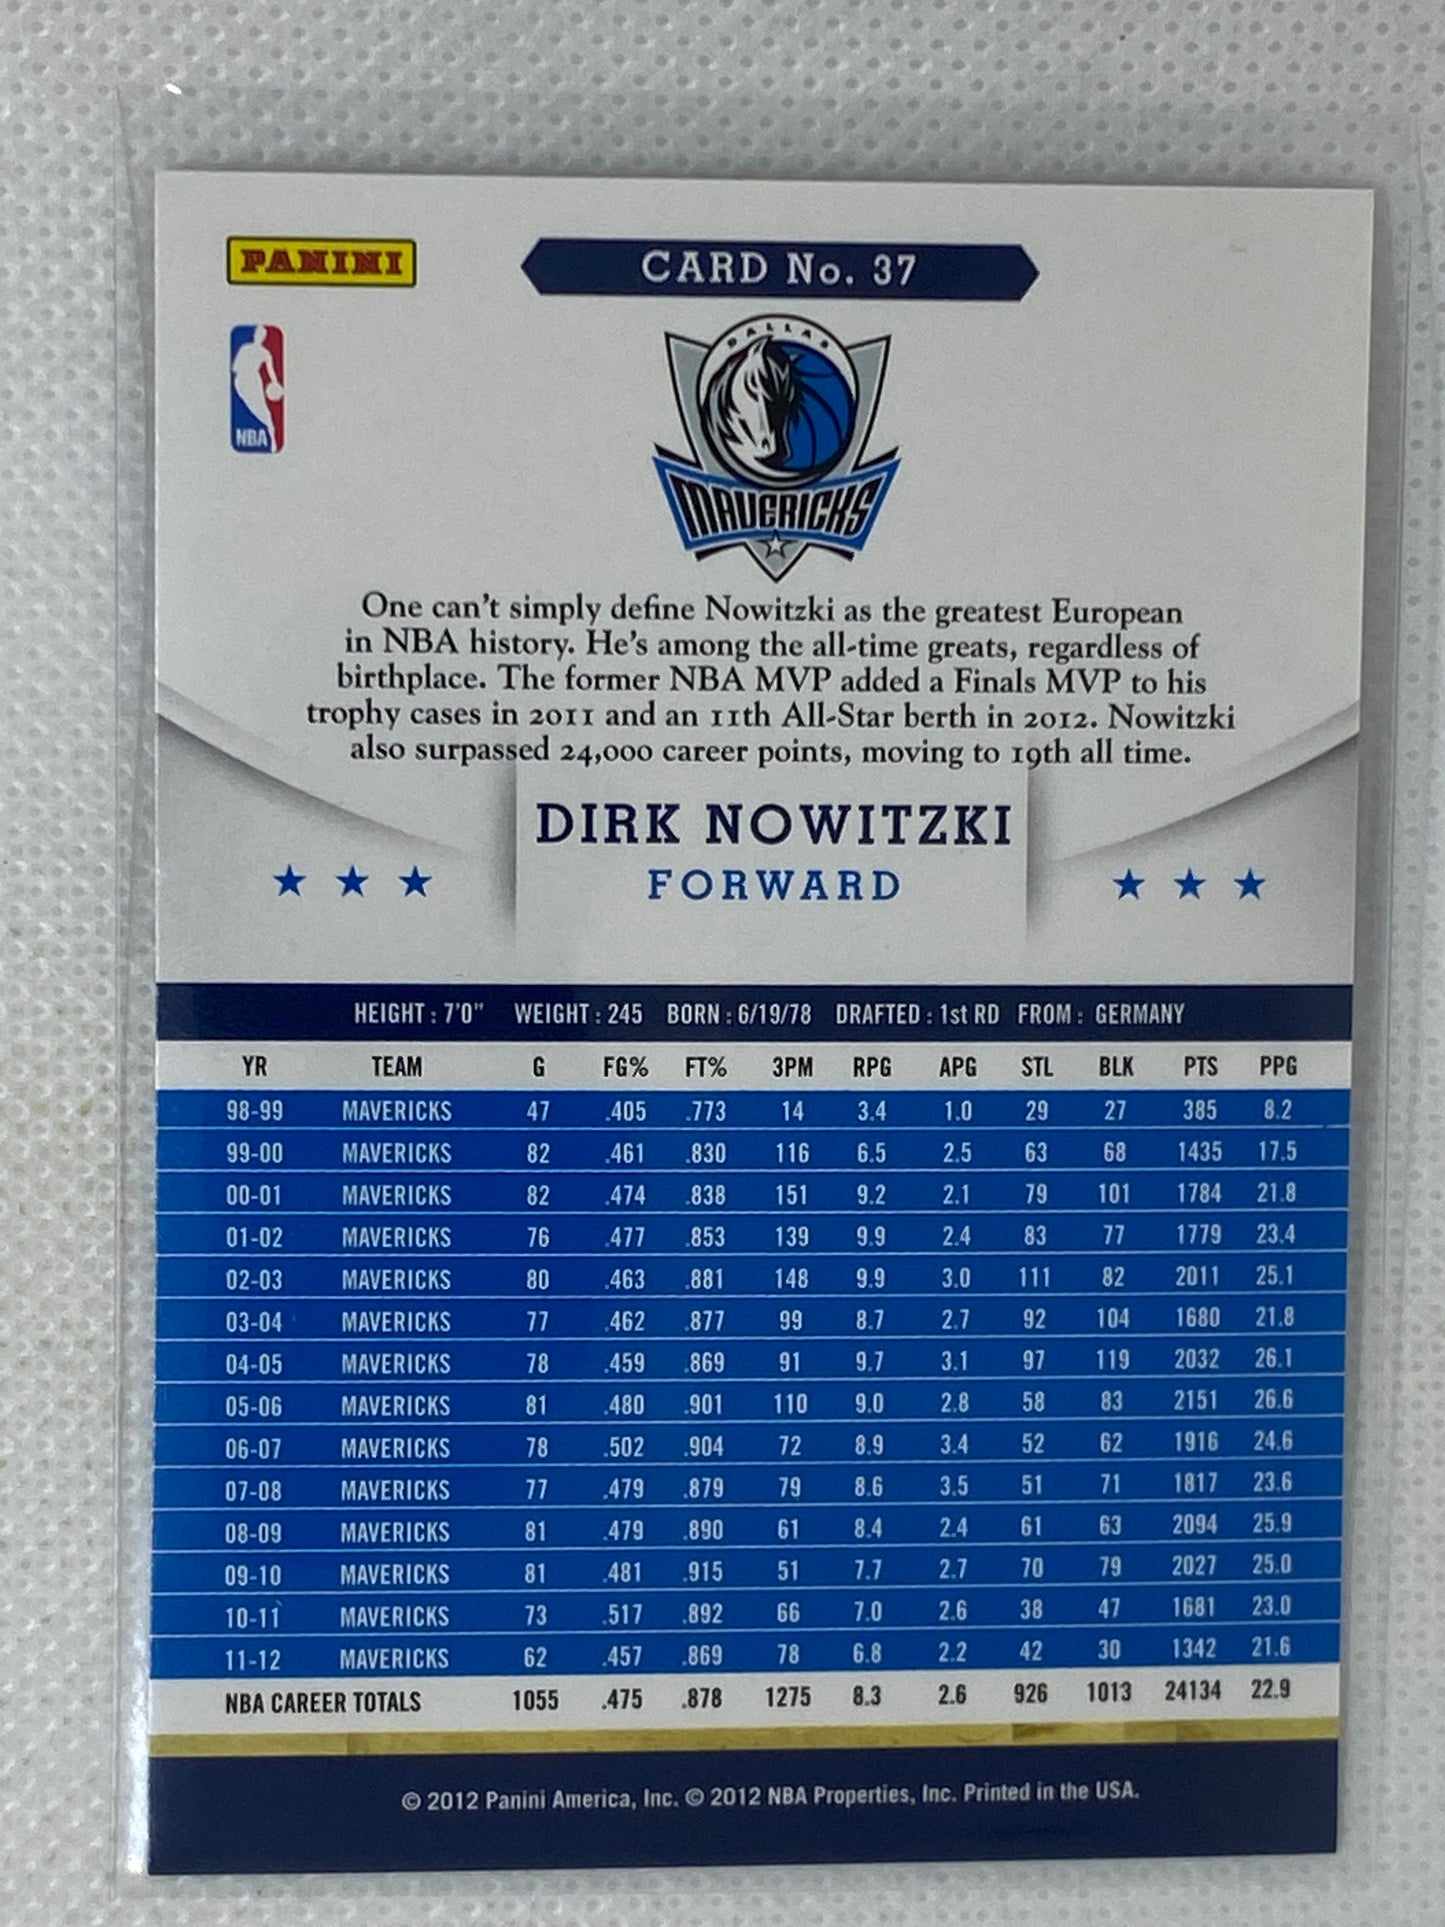 PANINI
CARD No. 37
NBA
DALLAS
MAVERICKS
One can't simply define Nowitzki as the greatest European
in NBA history. He's among the all-time greats, regardless of
birthplace. The former NBA MVP added a Finals MVP to his
trophy cases in 2011 and an 11th All-Star berth in 2012. Nowitzki
also surpassed 24,000 career points, moving to 19th all time.
DIRK NOWITZKI
FORWARD
HEIGHT : 7'0" WEIGHT : 245 BORN : 6/19/78 DRAFTED : 1st RD FROM : GERMANY
YR TEAM G FG% FT% 3PM RPG APG STL BLK PTS PPG
98-99 MAVERICKS 47 .405 .773 14 3.4 1.0 29 27 385 8.2
99-00 MAVERICKS 82 .461 .830 116 6.5 2.5 63 68 1435 17.5
00-01 MAVERICKS 82 .474 .838 151 9.2 2.1 79 101 1784 21.8
01-02 MAVERICKS 76 .477 .853 139 9.9 2.4 83 77 1779 23.4
02-03 MAVERICKS 80 .463 .881 148 9.9 3.0 111 82 2011 25.1
03-04 MAVERICKS 77 .462 .877 99 8.7 2.7 92 104 1680 21.8
04-05 MAVERICKS 78 .459 .869 91 9.7 3.1 97 119 2032 26.1
05-06 MAVERICKS 81 .480 .901 110 9.0 2.8 58 83 2151 26.6
06-07 MAVERICKS 78 .502 .904 72 8.9 3.4 52 62 1916 24.6
07-08 MAVERICKS 77 .479 .879 79 8.6 3.5 51 71 1817 23.6
08-09 MAVERICKS 81 .479 .890 61 8.4 2.4 61 63 2094 25.9
09-10 MAVERICKS 81 .481 .915 51 7.7 2.7 70 79 2027 25.0
10-11 MAVERICKS 73 .517 .892 66 7.0 2.6 38 47 1681 23.0
11-12 MAVERICKS 62 .457 .869 78 6.8 2.2 42 30 1342 21.6
NBA CAREER TOTALS 1055 .475 .878 1275 8.3 2.6 926 1013 24134 22.9
© 2012 Panini America, Inc. © 2012 NBA Properties, Inc. Printed in the USA.